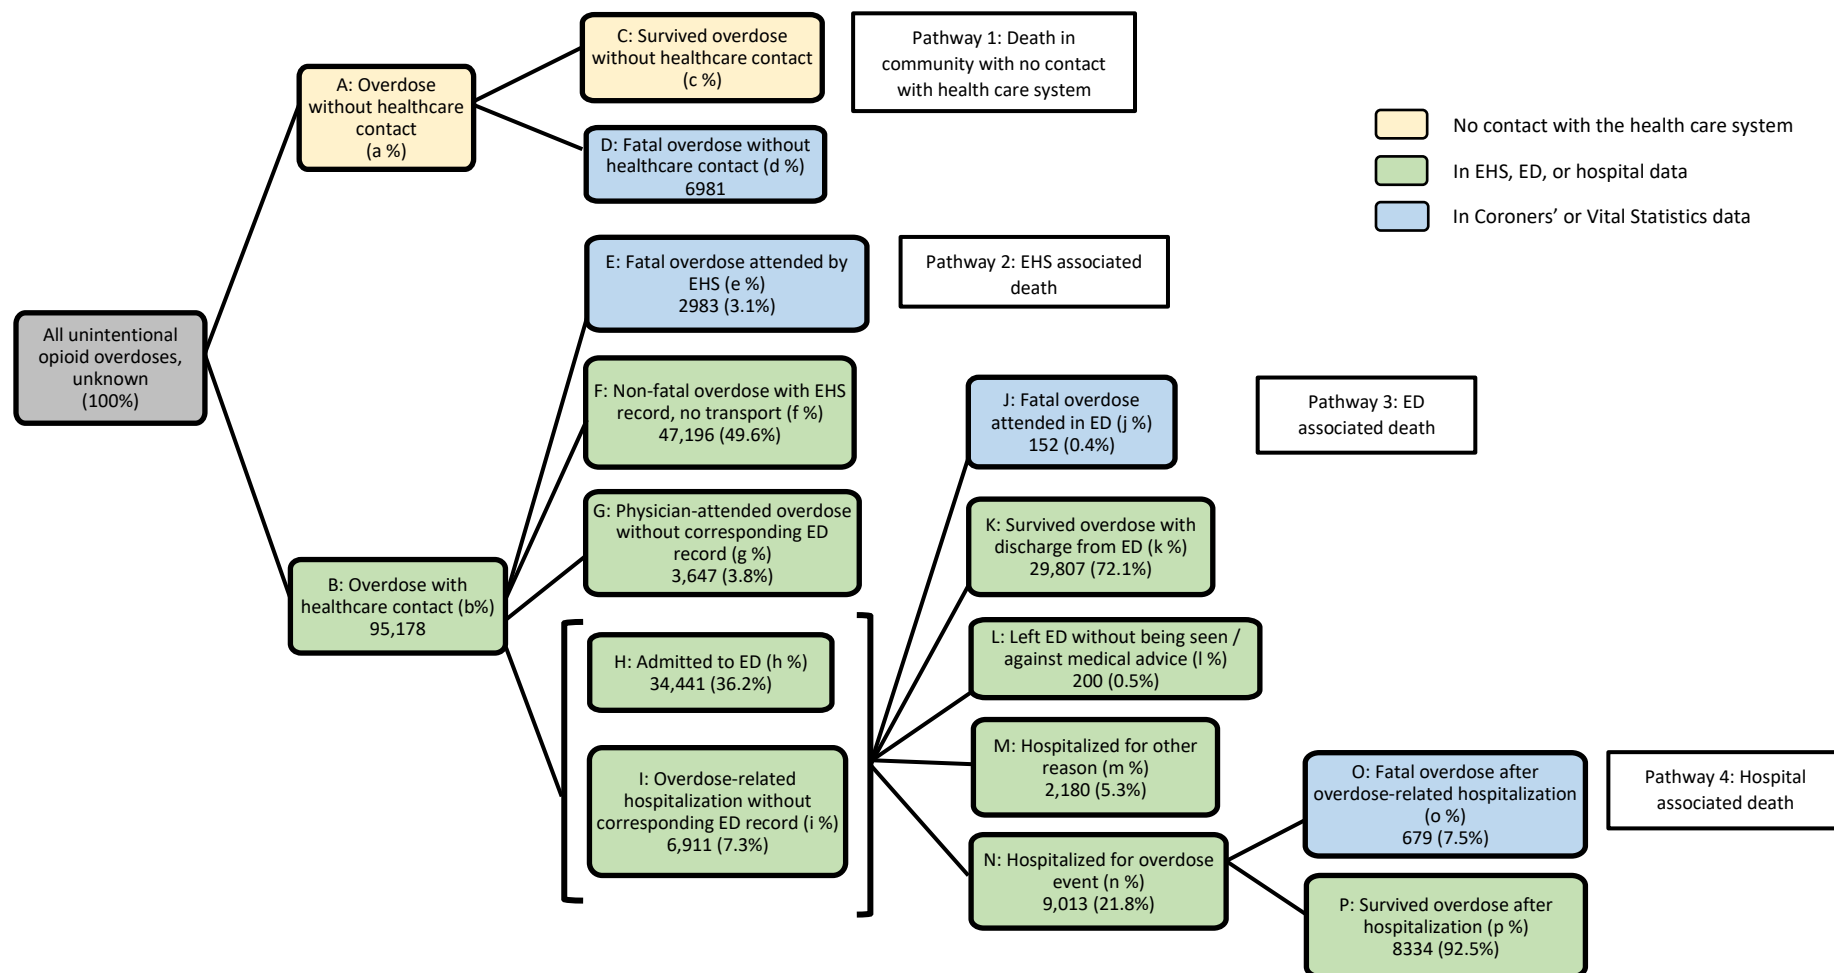 All unintentional
opioid overdoses,
unknown
(100%)
A: Overdose
without healthcare
contact
(a %)
B: Overdose with
healthcare contact (b%)
95,178
C: Survived overdose
without healthcare contact
(c %)
D: Fatal overdose without
healthcare contact (d %)
6981
E: Fatal overdose attended by
EHS (e %)
2983 (3.1%)
F: Non-fatal overdose with EHS
record, no transport (f %)
47,196 (49.6%)
G: Physician-attended overdose
without corresponding ED
record (g %)
3,647 (3.8%)
H: Admitted to ED (h %)
34,441 (36.2%)
I: Overdose-related
hospitalization without
corresponding ED record (i %)
6,911 (7.3%)
Pathway 1: Death in
community with no contact
with health care system
Pathway 2: EHS associated
death
J: Fatal overdose
attended in ED (j %)
152 (0.4%)
K: Survived overdose with
discharge from ED (k %)
29,807 (72.1%)
L: Left ED without being seen /
against medical advice (l %)
200 (0.5%)
M: Hospitalized for other
reason (m %)
2,180 (5.3%)
N: Hospitalized for overdose
event (n %)
9,013 (21.8%)
Pathway 3: ED
associated death
O: Fatal overdose after
overdose-related hospitalization
(o %)
679 (7.5%)
P: Survived overdose after
hospitalization (p %)
8334 (92.5%)
Pathway 4: Hospital
associated death
No contact with the health care system
In EHS, ED, or hospital data
In Coroners’ or Vital Statistics data